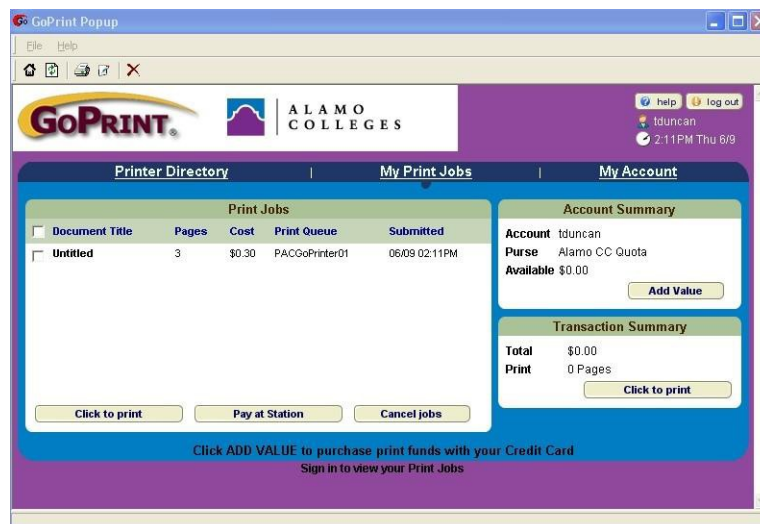 GoPrint Popup
File Help
GOPRINT®
ALAMO
COLLEGES
help log out
tduncan
2:11PM Thu 6/9
Printer Directory | My Print Jobs | My Account
Print Jobs
Document Title Pages Cost Print Queue Submitted
Untitled 3 $0.30 PACGoPrinter01 06/09 02:11PM
Click to print Pay at Station Cancel jobs
Account Summary
Account tduncan
Purse Alamo CC Quota
Available $0.00
Add Value
Transaction Summary
Total $0.00
Print 0 Pages
Click to print
Click ADD VALUE to purchase print funds with your Credit Card
Sign in to view your Print Jobs